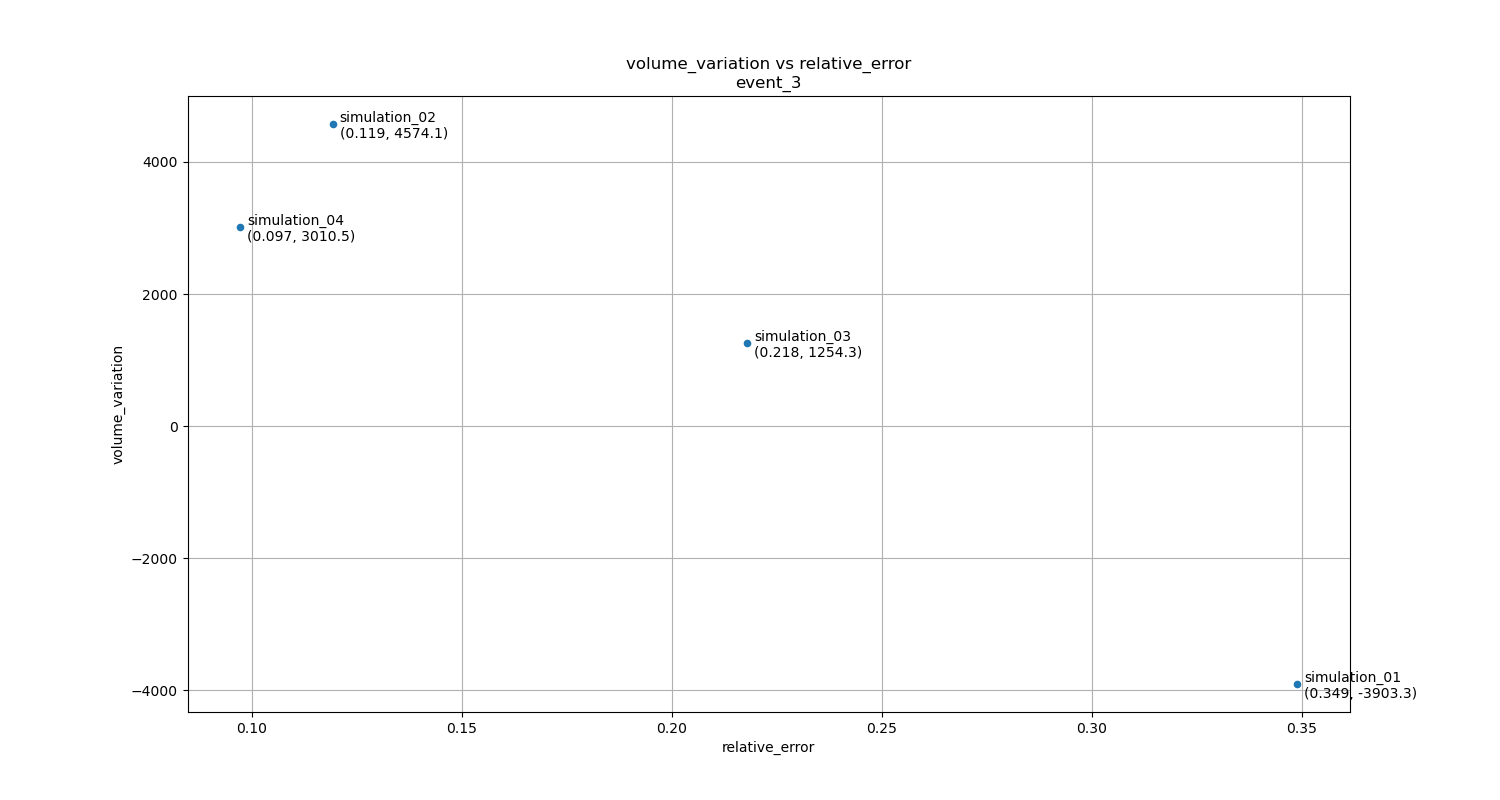 volume_variation vs relative_error
event_3
simulation_02
(0.119, 4574.1)
simulation_04
(0.097, 3010.5)
simulation_03
(0.218, 1254.3)
simulation_01
(0.349, -3903.3)
4000
2000
0
−2000
−4000
volume_variation
0.10
0.15
0.20
0.25
0.30
0.35
relative_error